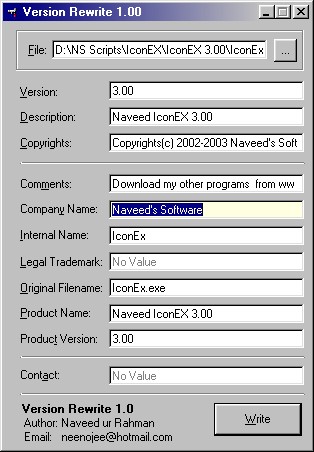 Version Rewrite 1.00
File: D:\NS Scripts\IconEX\IconEX 3.00\IconEx ...
Version: 3.00
Description: Naveed IconEX 3.00
Copyrights: Copyrights(c) 2002-2003 Naveed's Soft
Comments: Download my other programs from ww
Company Name: Naveed's Software
Internal Name: IconEx
Legal Trademark: No Value
Original Filename: IconEx.exe
Product Name: Naveed IconEX 3.00
Product Version: 3.00
Contact: No Value
Version Rewrite 1.0
Author: Naveed ur Rahman
Email: neenojee@hotmail.com
Write